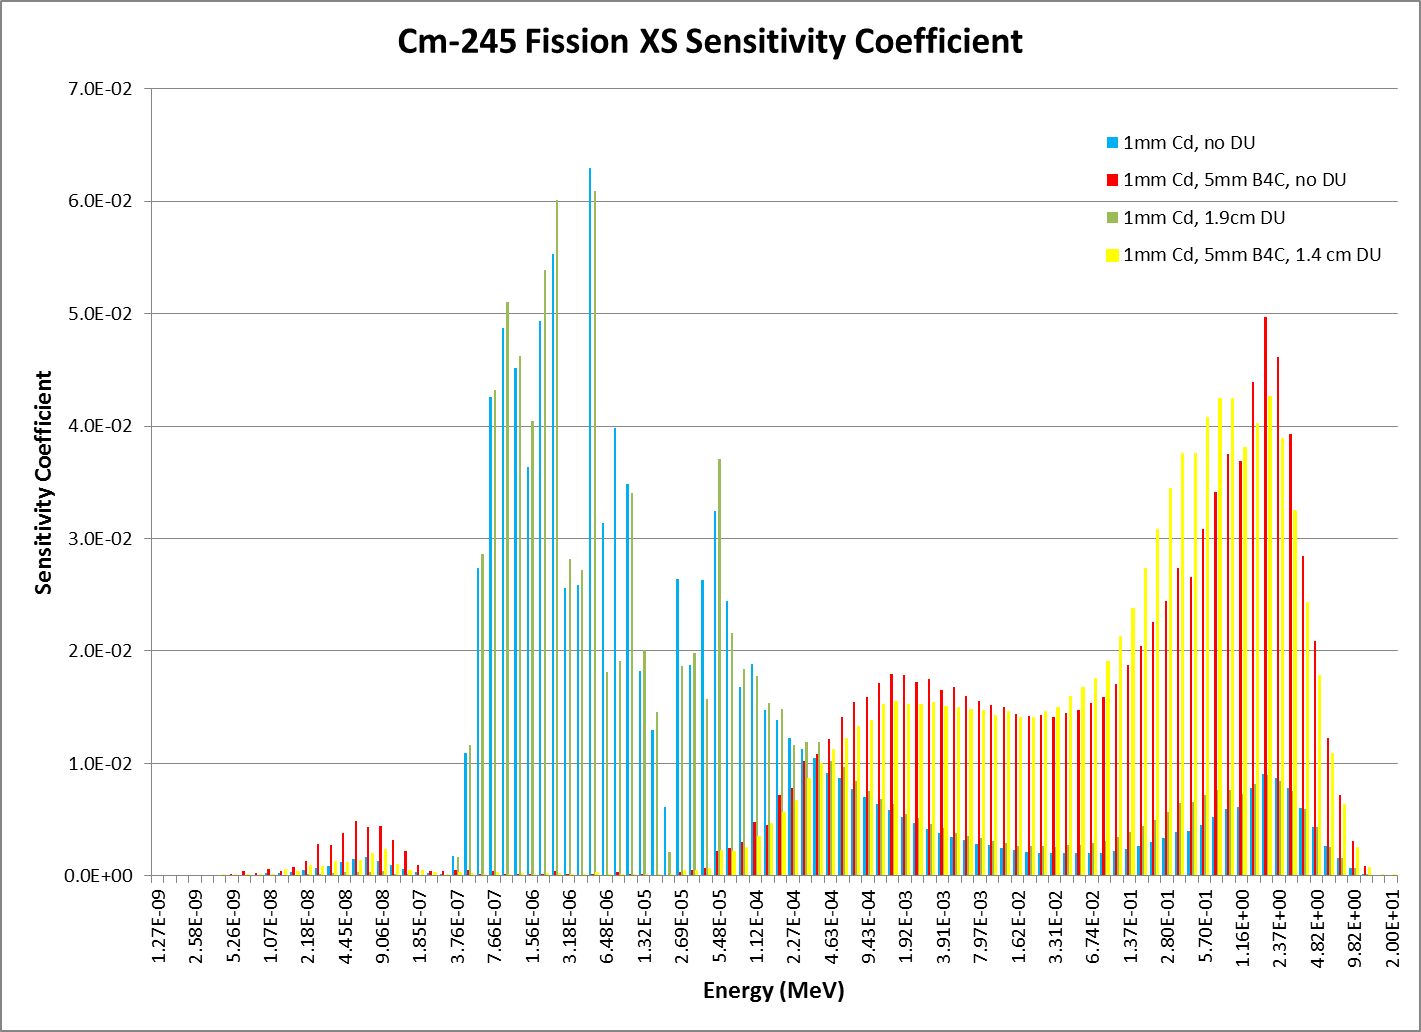 Cm-245 Fission XS Sensitivity Coefficient
7.0E-02
6.0E-02
5.0E-02
4.0E-02
3.0E-02
2.0E-02
1.0E-02
0.0E+00
Sensitivity Coefficient
1mm Cd, no DU
1mm Cd, 5mm B4C, no DU
1mm Cd, 1.9cm DU
1mm Cd, 5mm B4C, 1.4 cm DU
1.27E-09
2.58E-09
5.26E-09
1.07E-08
2.18E-08
4.45E-08
9.06E-08
1.85E-07
3.76E-07
7.66E-07
1.56E-06
3.18E-06
6.48E-06
1.32E-05
2.69E-05
5.48E-05
1.12E-04
2.27E-04
4.63E-04
9.43E-04
1.92E-03
3.91E-03
7.97E-03
1.62E-02
3.31E-02
6.74E-02
1.37E-01
2.80E-01
5.70E-01
1.16E+00
2.37E+00
4.82E+00
9.82E+00
2.00E+01
Energy (MeV)